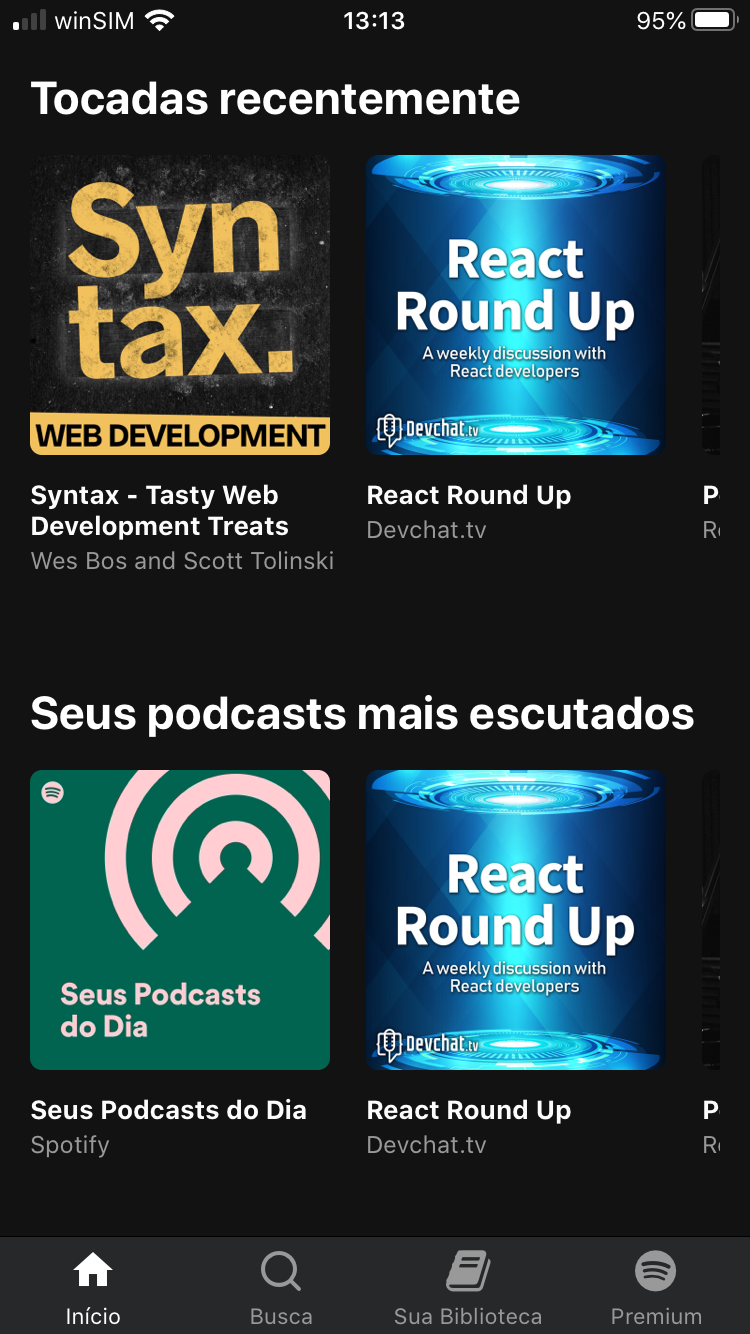 winSIM 13:13 95%
Tocadas recentemente
Syn
tax.
WEB DEVELOPMENT
React
Round Up
A weekly discussion with
React developers
Devchat.tv
Syntax - Tasty Web
Development Treats
Wes Bos and Scott Tolinski
React Round Up
Devchat.tv
Seus podcasts mais escutados
Seus Podcasts
do Dia
React
Round Up
A weekly discussion with
React developers
Devchat.tv
Seus Podcasts do Dia
Spotify
React Round Up
Devchat.tv
Início Busca Sua Biblioteca Premium